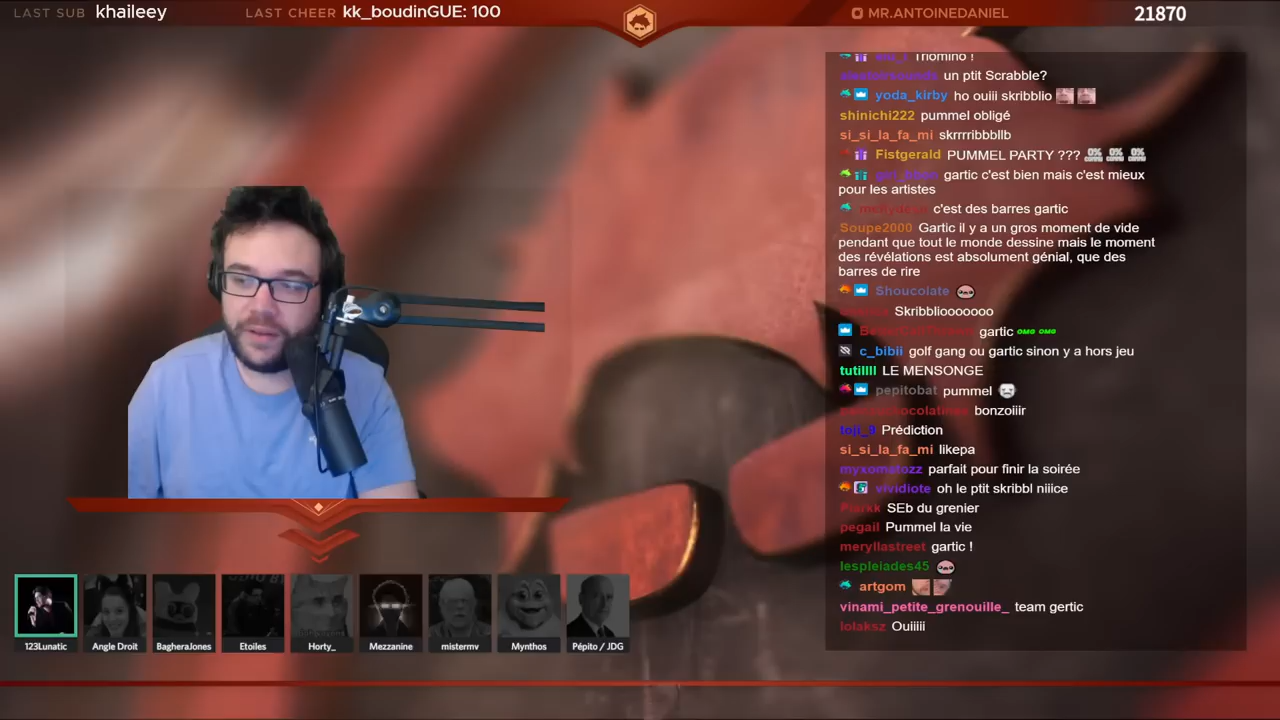 LAST SUB khaileey LAST CHEER kk_boudinGUE: 100 MR.ANTOINEDANIEL 21870
Thomino !
un ptit Scrabble?
yoda_kirby ho ouiii skribblio
shinichi222 pummel obligé
si_si_la_fa_mi skrrrribbbllb
Fistgerald PUMMEL PARTY ???
gartic c'est bien mais c'est mieux
pour les artistes
c'est des barres gartic
Soupe2000 Gartic il y a un gros moment de vide
pendant que tout le monde dessine mais le moment
des révélations est absolument génial, que des
barres de rire
Shoucolate
Skribbliooooooo
gartic OMG OMG
c_bibii golf gang ou gartic sinon y a hors jeu
tutillll LE MENSONGE
pepitobat pummel
bonzoiiir
toji_8 Prédiction
si_si_la_fa_mi likepa
myxomatozz parfait pour finir la soirée
vividiote oh le ptit skribbl niiice
SEb du grenier
pegail Pummel la vie
meryllastreet gartic !
lespleiades45
artgom
vinami_petite_grenouille_ team gertic
lolaksz Ouiiiii
123Lunatic Angle Droit BagheraJones Etoiles Horty_ Mezzanine mistermv Mynthos Pépito / JDG